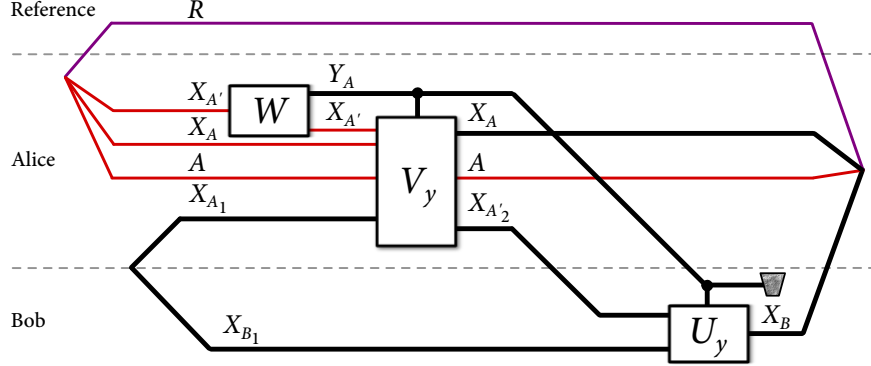 Reference
R
Y_A
X_{A'}
W
X_{A'}
X_A
X_A
Alice
A
V_y
A
X_{A_1}
X_{A'_2}
Bob
X_{B_1}
U_y
X_B